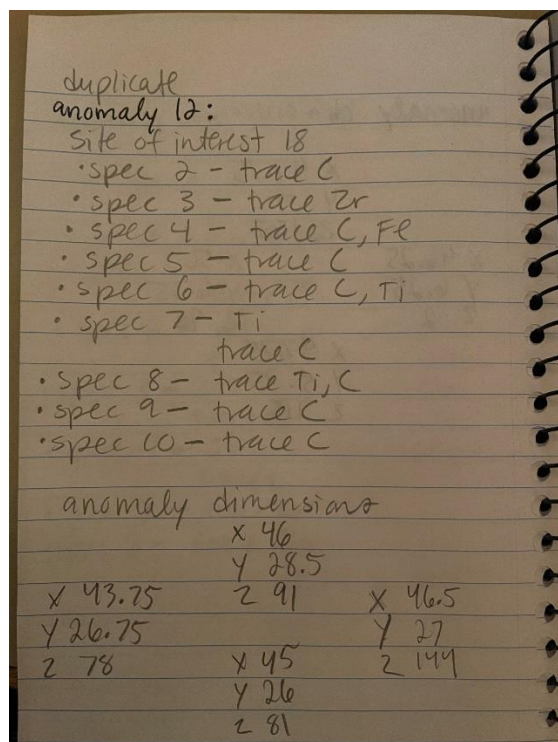 duplicate
anomaly 12:
site of interest 18
•spec 2 - trace C
•spec 3 - trace Zr
•spec 4 - trace C, Fe
•spec 5 - trace C
•spec 6 - trace C, Ti
•spec 7 - Ti
trace C
•spec 8 - trace Ti, C
•spec 9 - trace C
•spec 10 - trace C
anomaly dimensions
X 46
Y 28.5
Z 91
X 43.75
Y 26.75
Z 78
X 46.5
Y 27
Z 144
X 45
Y 26
Z 81